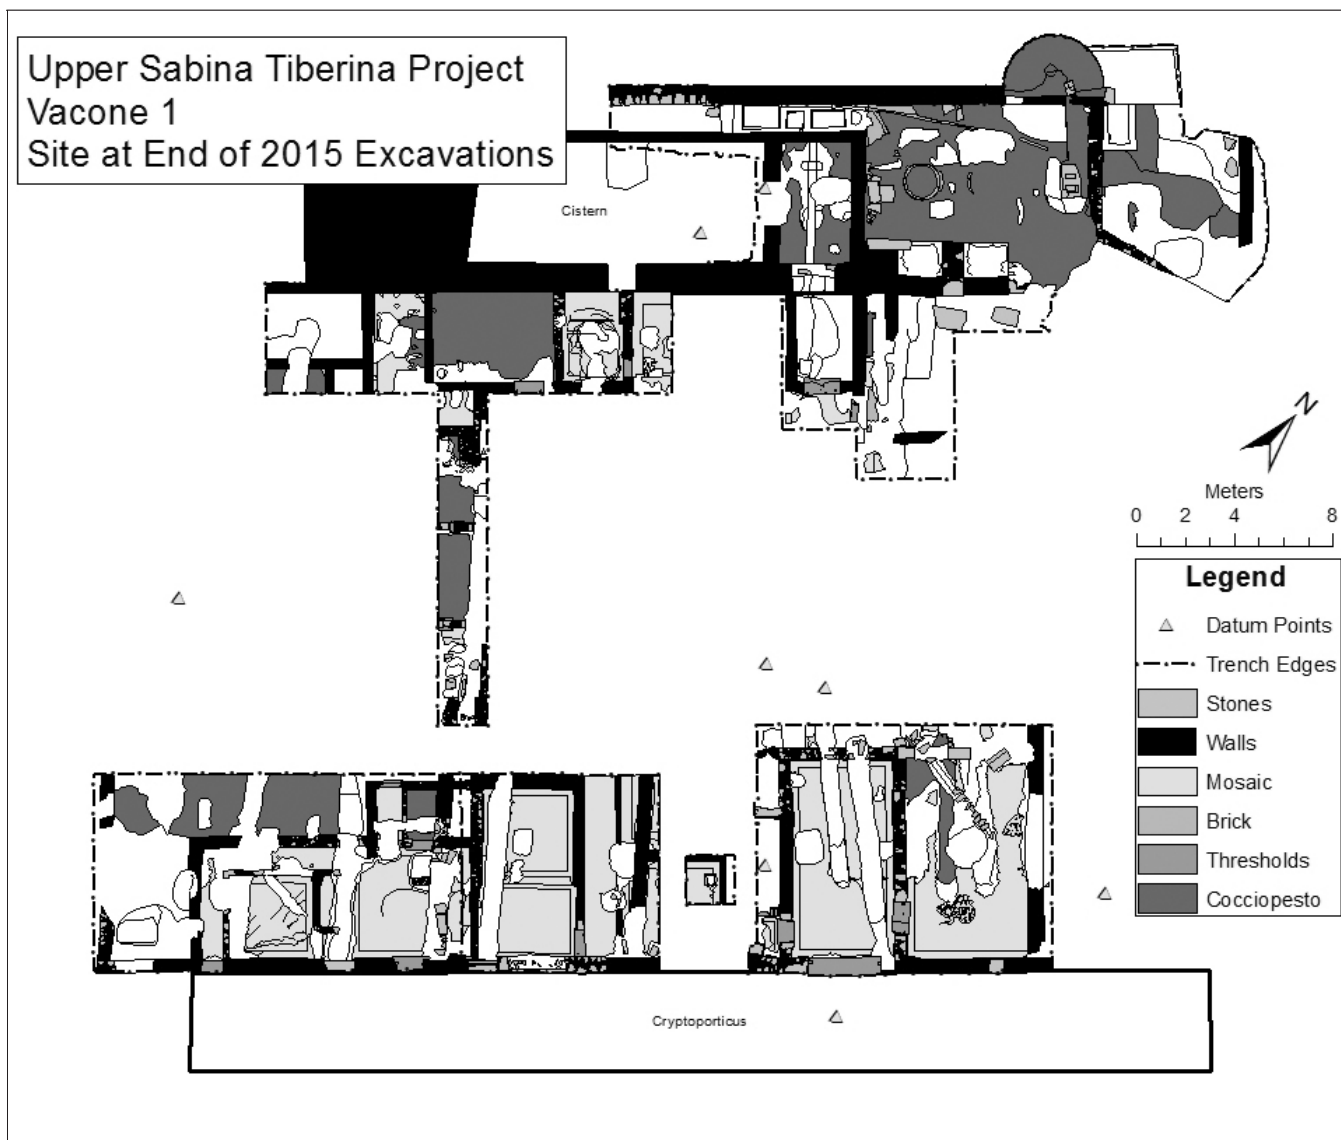 Upper Sabina Tiberina Project
Vacone 1
Site at End of 2015 Excavations
Cistern
N
Meters
0 2 4 8
Legend
Datum Points
Trench Edges
Stones
Walls
Mosaic
Brick
Thresholds
Cocciopesto
Cryptoporticus